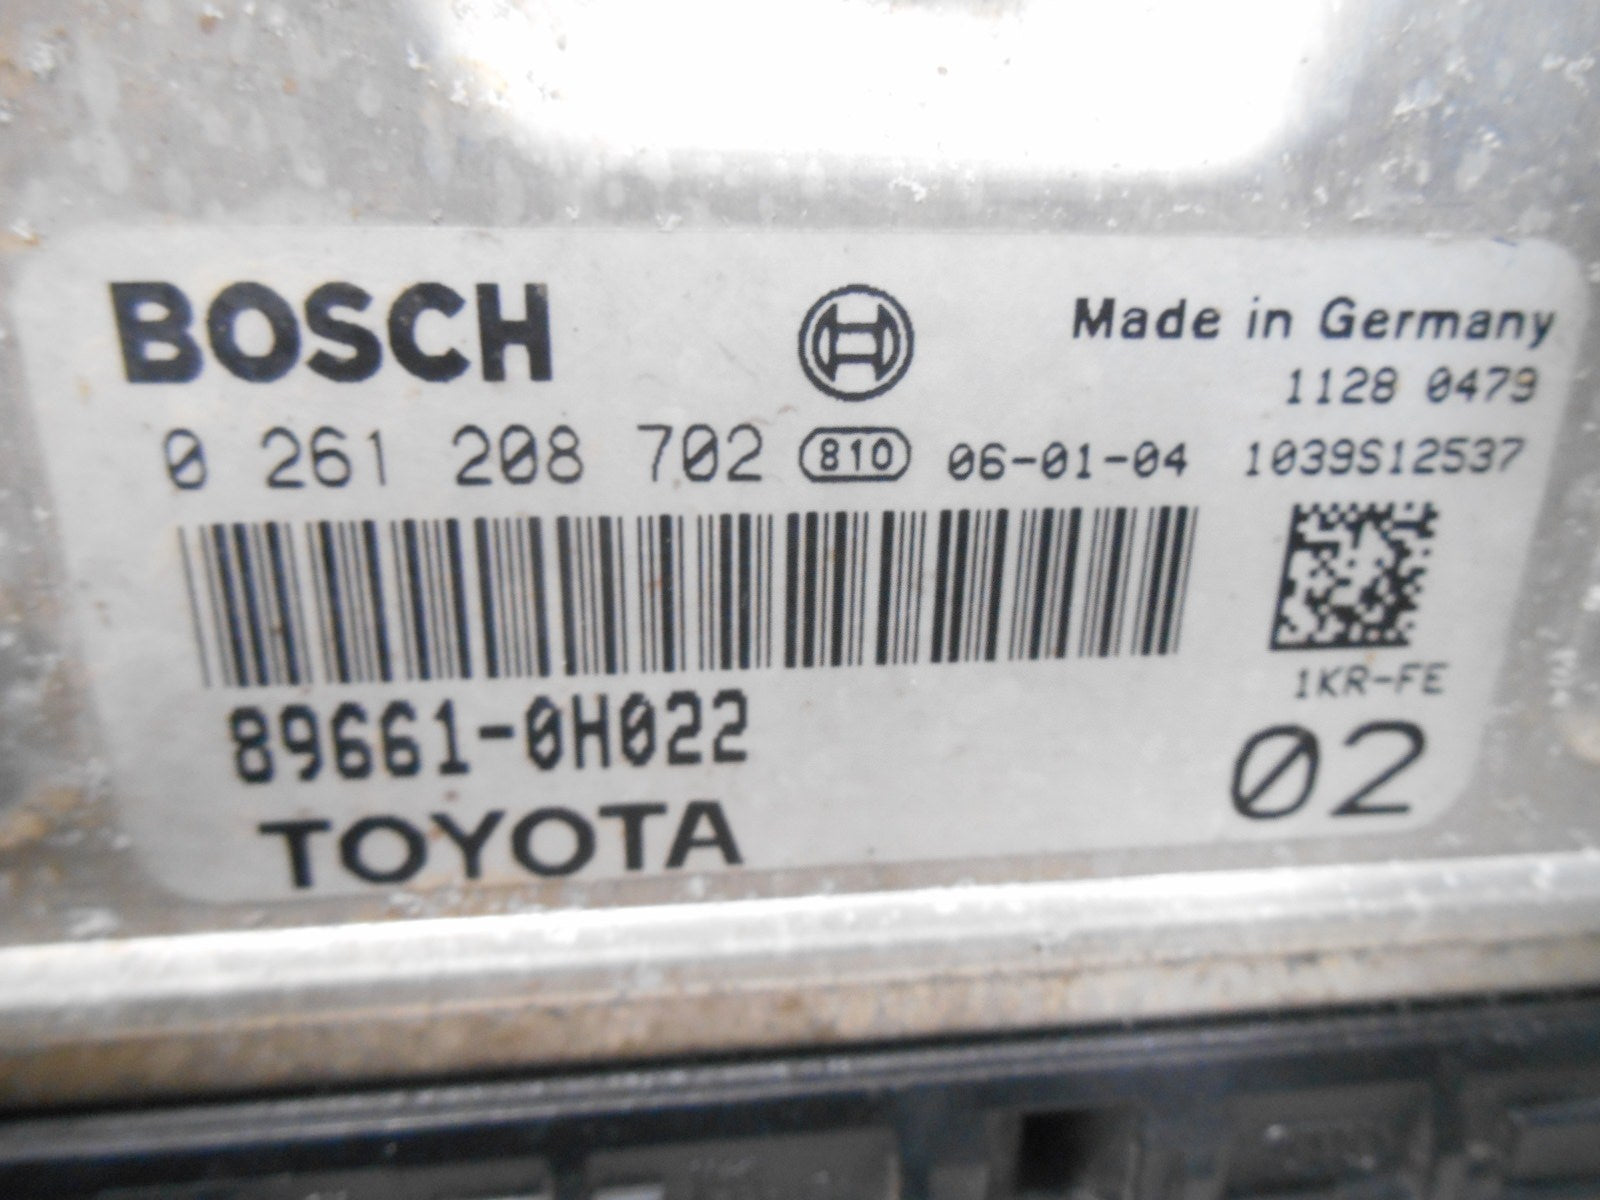 BOSCH
Made in Germany
1128 0479
0 261 208 702 810 06-01-04 1039S12537
1KR-FE
89661-0H022
02
TOYOTA